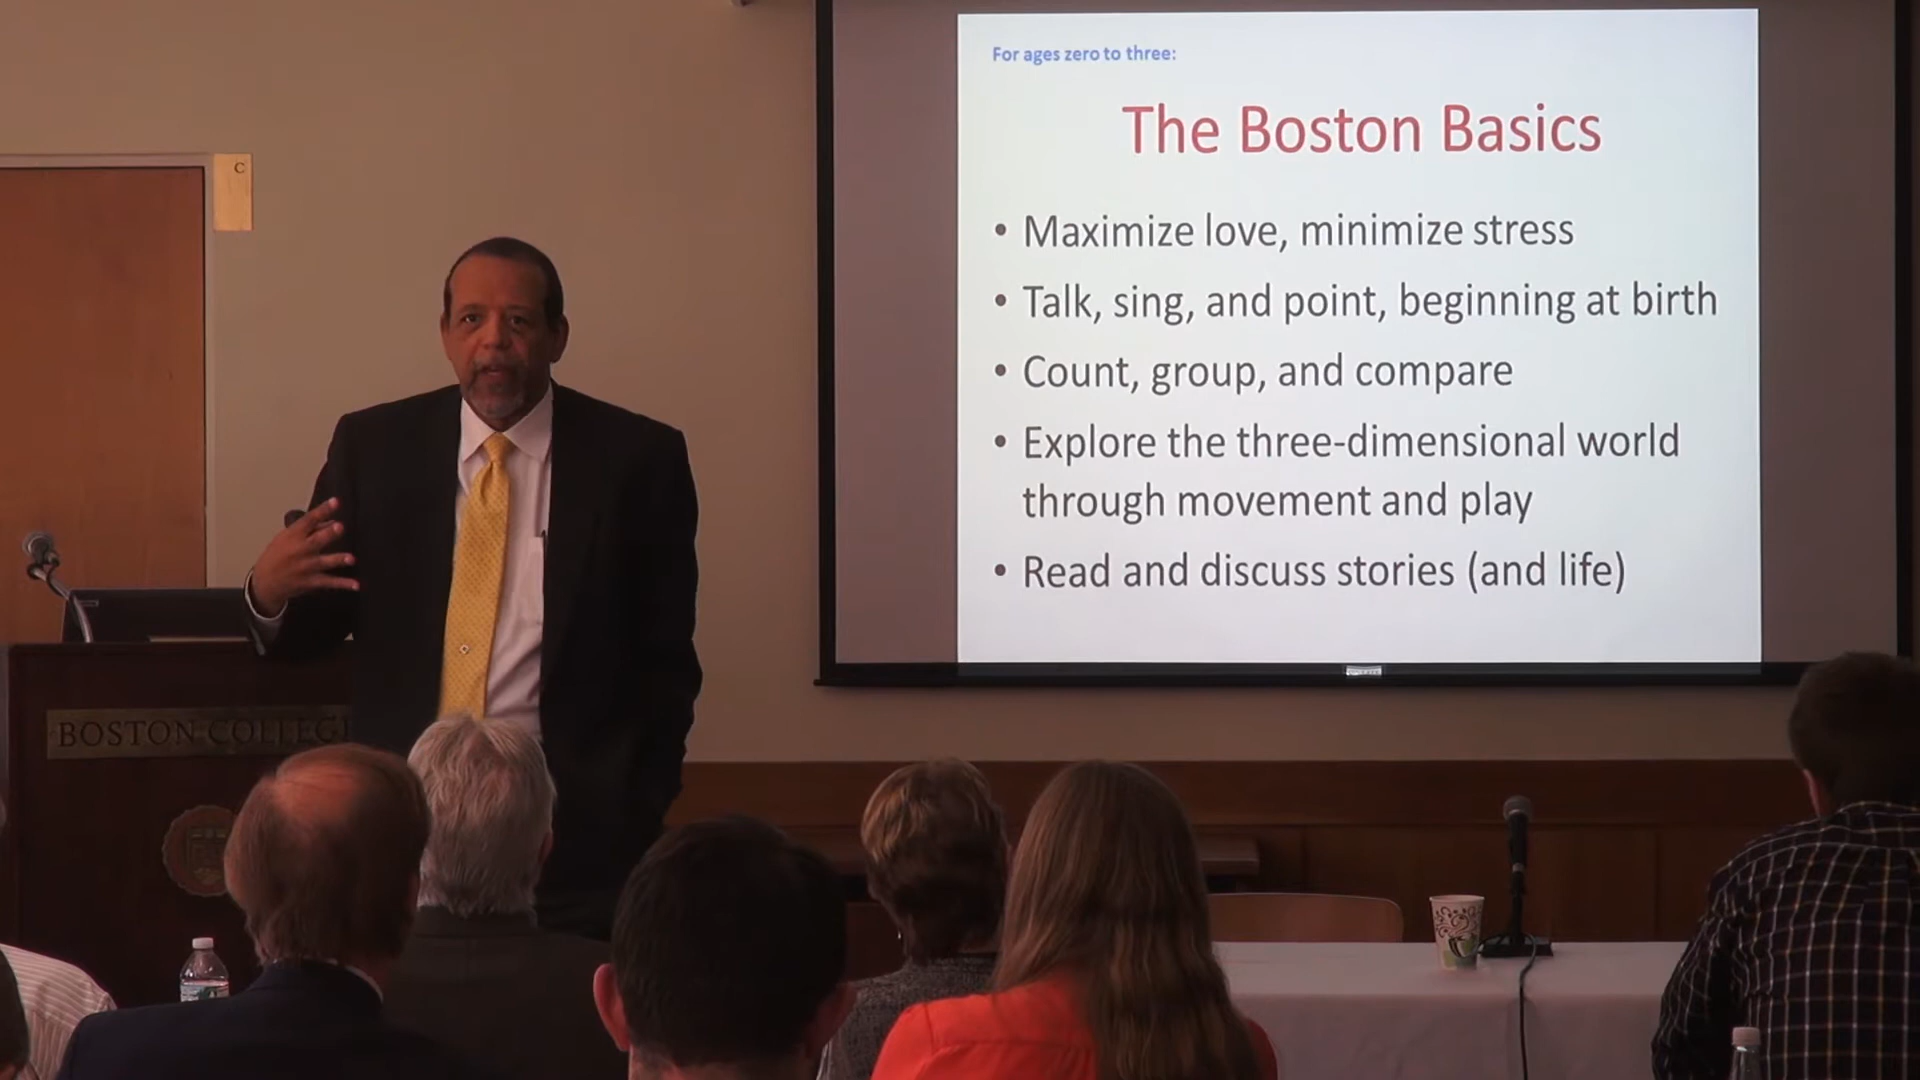 C
For ages zero to three:
The Boston Basics
• Maximize love, minimize stress
• Talk, sing, and point, beginning at birth
• Count, group, and compare
• Explore the three-dimensional world
through movement and play
• Read and discuss stories (and life)
BOSTON COLLEGE